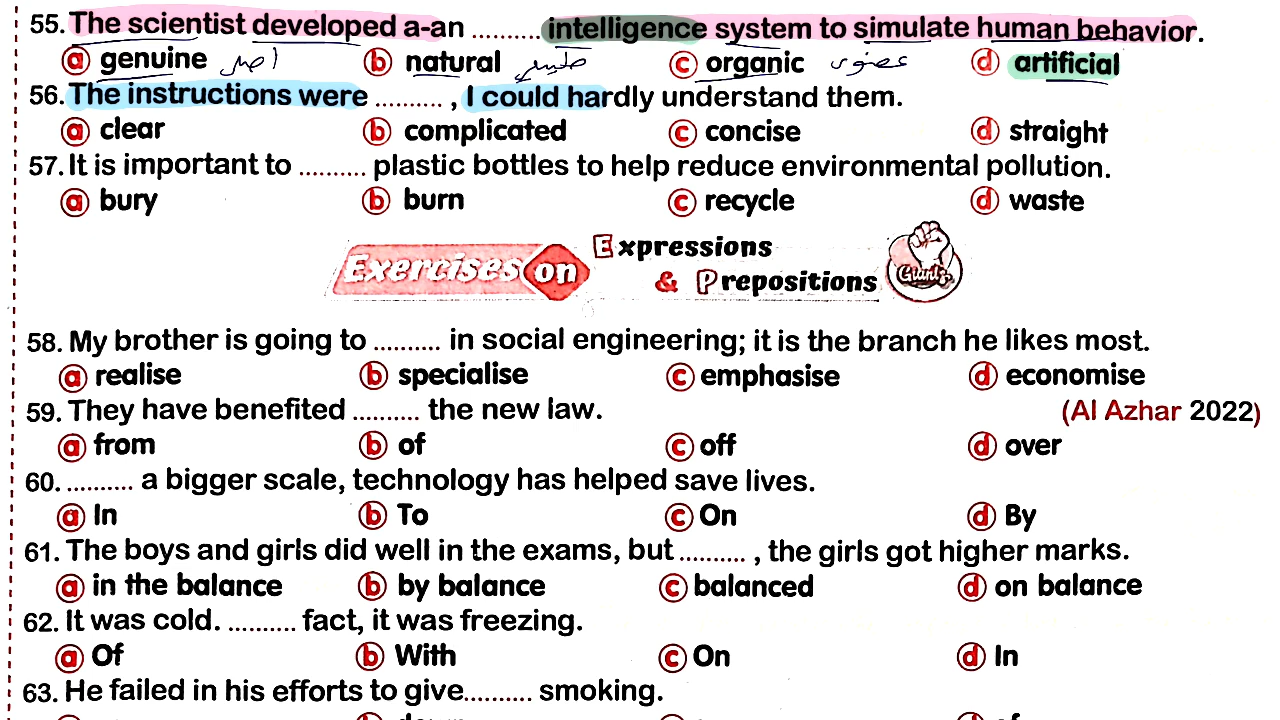 55. The scientist developed a-an .......... intelligence system to simulate human behavior.
ⓐ genuine ⓑ natural ⓒ organic ⓓ artificial
56. The instructions were .......... , I could hardly understand them.
ⓐ clear ⓑ complicated ⓒ concise ⓓ straight
57. It is important to .......... plastic bottles to help reduce environmental pollution.
ⓐ bury ⓑ burn ⓒ recycle ⓓ waste
Exercises on Expressions
& Prepositions Giants
58. My brother is going to .......... in social engineering; it is the branch he likes most.
ⓐ realise ⓑ specialise ⓒ emphasise ⓓ economise
59. They have benefited .......... the new law. (Al Azhar 2022)
ⓐ from ⓑ of ⓒ off ⓓ over
60. .......... a bigger scale, technology has helped save lives.
ⓐ In ⓑ To ⓒ On ⓓ By
61. The boys and girls did well in the exams, but .......... , the girls got higher marks.
ⓐ in the balance ⓑ by balance ⓒ balanced ⓓ on balance
62. It was cold. .......... fact, it was freezing.
ⓐ Of ⓑ With ⓒ On ⓓ In
63. He failed in his efforts to give.......... smoking.